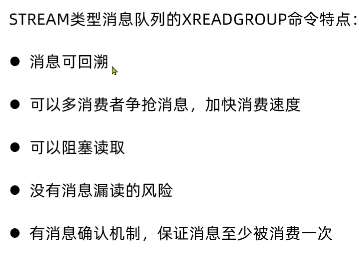 STREAM类型消息队列的XREADGROUP命令特点：
● 消息可回溯
● 可以多消费者争抢消息，加快消费速度
● 可以阻塞读取
● 没有消息漏读的风险
● 有消息确认机制，保证消息至少被消费一次